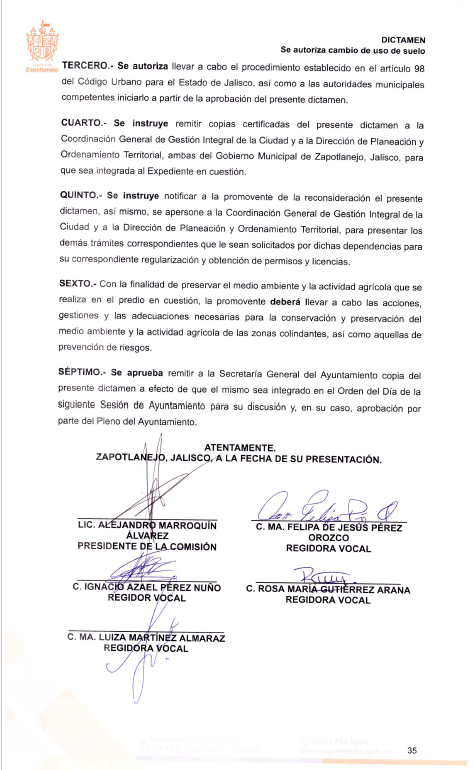 DICTAMEN
Se autoriza cambio de uso de suelo
Zapotlanejo
TERCERO.- Se autoriza llevar a cabo el procedimiento establecido en el artículo 98
del Código Urbano para el Estado de Jalisco, así como a las autoridades municipales
competentes iniciarlo a partir de la aprobación del presente dictamen.
CUARTO.- Se instruye remitir copias certificadas del presente dictamen a la
Coordinación General de Gestión Integral de la Ciudad y a la Dirección de Planeación y
Ordenamiento Territorial, ambas del Gobierno Municipal de Zapotlanejo, Jalisco, para
que sea integrada al Expediente en cuestión.
QUINTO.- Se instruye notificar a la promovente de la reconsideración el presente
dictamen, así mismo, se apersone a la Coordinación General de Gestión Integral de la
Ciudad y a la Dirección de Planeación y Ordenamiento Territorial, para presentar los
demás trámites correspondientes que le sean solicitados por dichas dependencias para
su correspondiente regularización y obtención de permisos y licencias.
SEXTO.- Con la finalidad de preservar el medio ambiente y la actividad agrícola que se
realiza en el predio en cuestión, la promovente deberá llevar a cabo las acciones,
gestiones y las adecuaciones necesarias para la conservación y preservación del
medio ambiente y la actividad agrícola de las zonas colindantes, así como aquellas de
prevención de riesgos.
SÉPTIMO.- Se aprueba remitir a la Secretaría General del Ayuntamiento copia del
presente dictamen a efecto de que el mismo sea integrado en el Orden del Día de la
siguiente Sesión de Ayuntamiento para su discusión y, en su caso, aprobación por
parte del Pleno del Ayuntamiento.
ATENTAMENTE.
ZAPOTLANEJO, JALISCO, A LA FECHA DE SU PRESENTACIÓN.
LIC. ALEJANDRO MARROQUÍN
ÁLVAREZ
PRESIDENTE DE LA COMISIÓN
C. MA. FELIPA DE JESÚS PÉREZ
OROZCO
REGIDORA VOCAL
C. IGNACIO AZAEL PÉREZ NUÑO
REGIDOR VOCAL
C. ROSA MARÍA GUTIÉRREZ ARANA
REGIDORA VOCAL
C. MA. LUIZA MARTÍNEZ ALMARAZ
REGIDORA VOCAL
35